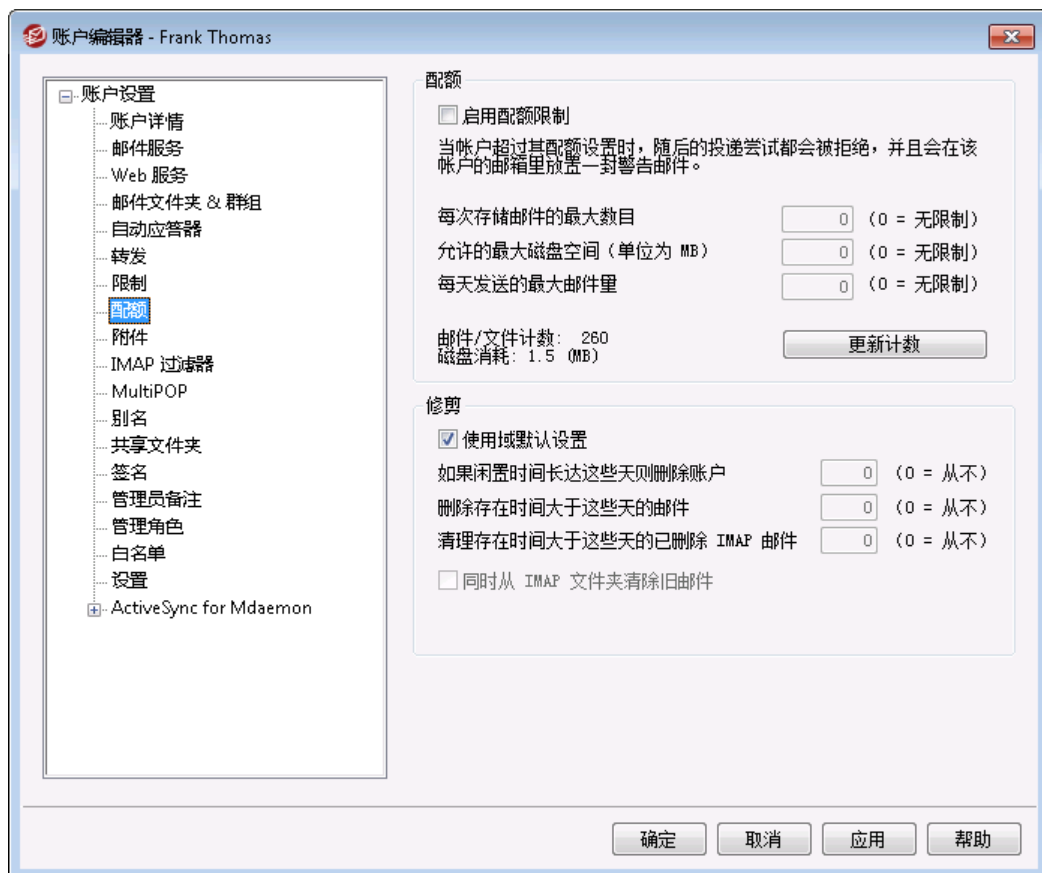 账户编辑器 - Frank Thomas
账户设置
账户详情
邮件服务
Web 服务
邮件文件夹 & 群组
自动应答器
转发
限制
配额
附件
IMAP 过滤器
MultiPOP
别名
共享文件夹
签名
管理员备注
管理角色
白名单
设置
ActiveSync for Mdaemon
配额
启用配额限制
当帐户超过其配额设置时，随后的投递尝试都会被拒绝，并且会在该
帐户的邮箱里放置一封警告邮件。
每次存储邮件的最大数目 0 (0 = 无限制)
允许的最大磁盘空间（单位为 MB） 0 (0 = 无限制)
每天发送的最大邮件量 0 (0 = 无限制)
邮件/文件计数: 260
磁盘消耗: 1.5 (MB)
更新计数
修剪
使用域默认设置
如果闲置时间长达这些天则删除账户 0 (0 = 从不)
删除存在时间大于这些天的邮件 0 (0 = 从不)
清理存在时间大于这些天的已删除 IMAP 邮件 0 (0 = 从不)
同时从 IMAP 文件夹清除旧邮件
确定 取消 应用 帮助